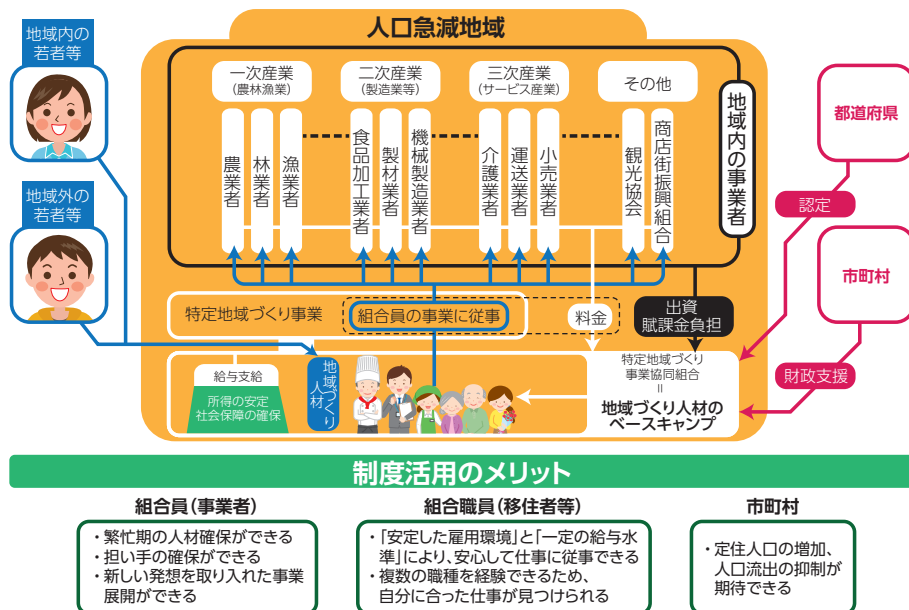 人口急減地域
地域内の
若者等
地域外の
若者等
一次産業
(農林漁業)
二次産業
(製造業等)
三次産業
(サービス産業)
その他
農業者
林業者
漁業者
食品加工業者
製材業者
機械製造業者
介護業者
運送業者
小売業者
観光協会
商店街振興組合
地域内の事業者
都道府県
認定
市町村
財政支援
特定地域づくり事業
組合員の事業に従事
料金
出資
賦課金負担
給与支給
所得の安定
社会保障の確保
地域づくり
人材
特定地域づくり
事業協同組合
=
地域づくり人材の
ベースキャンプ
制度活用のメリット
組合員(事業者)
・繁忙期の人材確保ができる
・担い手の確保ができる
・新しい発想を取り入れた事業
展開ができる
組合職員(移住者等)
・「安定した雇用環境」と「一定の給与水
準」により、安心して仕事に従事できる
・複数の職種を経験できるため、
自分に合った仕事が見つけられる
市町村
・定住人口の増加、
人口流出の抑制が
期待できる